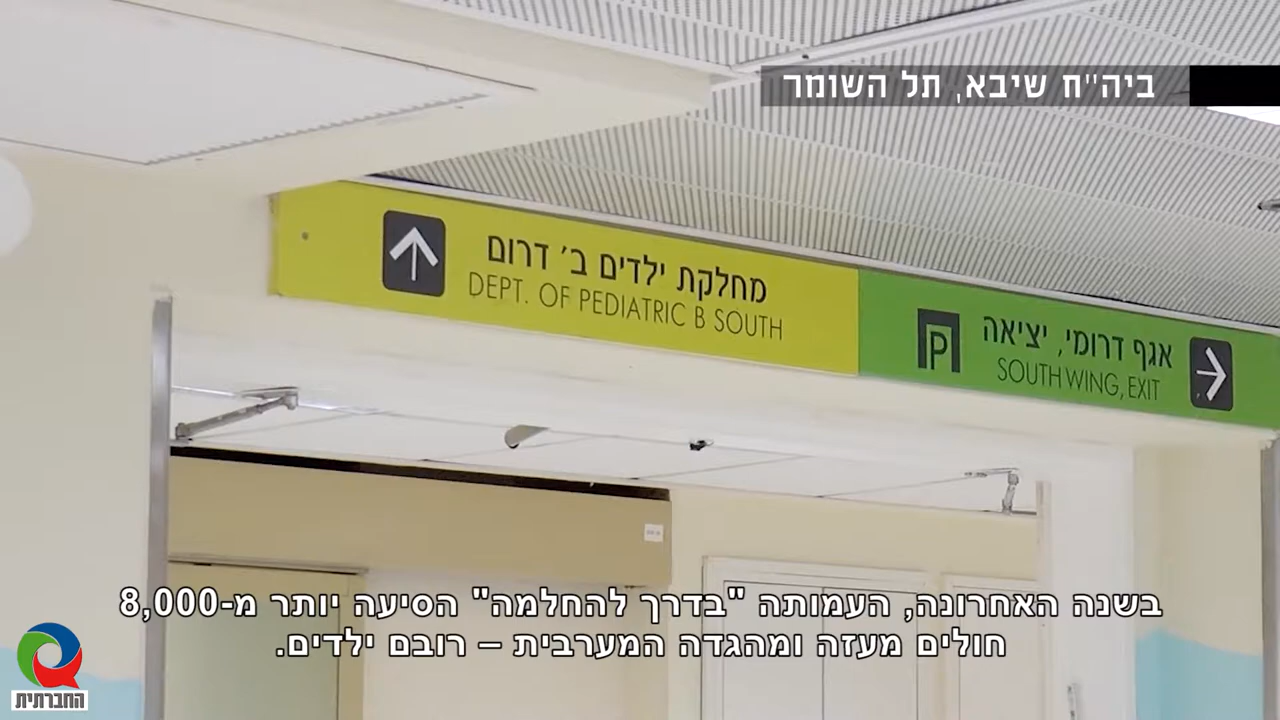 ביה"ח שיבא, תל השומר
מחלקת ילדים ב' דרום
DEPT. OF PEDIATRIC B SOUTH
P
אגף דרומי, יציאה
SOUTH WING, EXIT
בשנה האחרונה, העמותה "בדרך להחלמה" הסיעה יותר מ-8,000
חולים מעזה ומהגדה המערבית – רובם ילדים.
החברתית